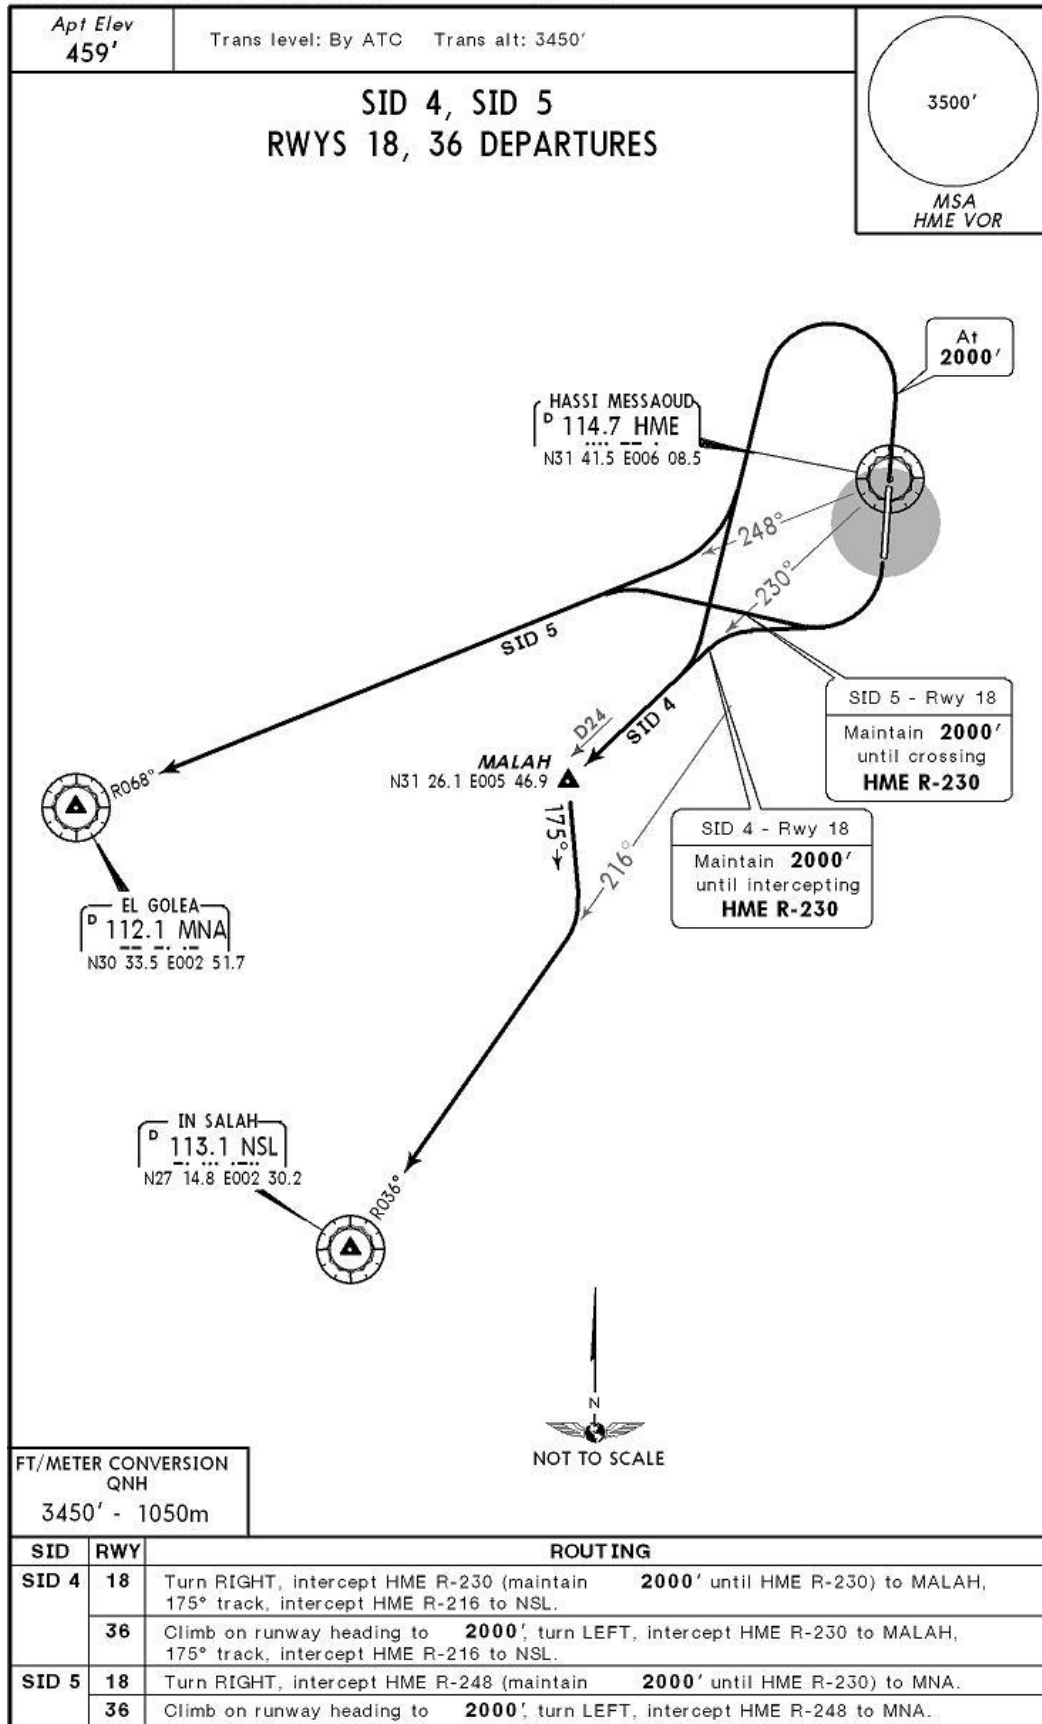 Apt Elev
459'
Trans level: By ATC Trans alt: 3450'
3500'
MSA
HME VOR
SID 4, SID 5
RWYS 18, 36 DEPARTURES
At
2000'
HASSI MESSAOUD
D 114.7 HME
N31 41.5 E006 08.5
248°
230°
SID 5
SID 4
D24
SID 5 - Rwy 18
Maintain 2000'
until crossing
HME R-230
MALAH
N31 26.1 E005 46.9
R068°
175°
216°
SID 4 - Rwy 18
Maintain 2000'
until intercepting
HME R-230
EL GOLEA
D 112.1 MNA
N30 33.5 E002 51.7
IN SALAH
D 113.1 NSL
N27 14.8 E002 30.2
R036°
N
NOT TO SCALE
FT/METER CONVERSION
QNH
3450' - 1050m
SID RWY ROUTING
SID 4 18 Turn RIGHT, intercept HME R-230 (maintain 2000' until HME R-230) to MALAH,
175° track, intercept HME R-216 to NSL.
36 Climb on runway heading to 2000', turn LEFT, intercept HME R-230 to MALAH,
175° track, intercept HME R-216 to NSL.
SID 5 18 Turn RIGHT, intercept HME R-248 (maintain 2000' until HME R-230) to MNA.
36 Climb on runway heading to 2000', turn LEFT, intercept HME R-248 to MNA.